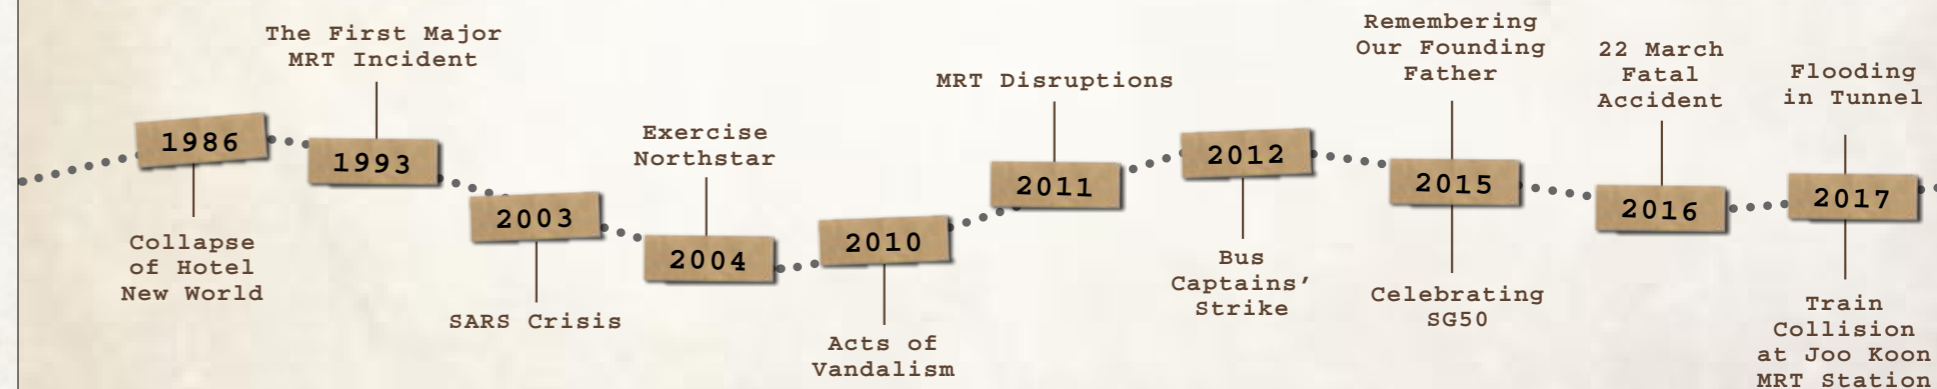 1986
Collapse
of Hotel
New World
The First Major
MRT Incident
1993
2003
SARS Crisis
Exercise
Northstar
2004
2010
Acts of
Vandalism
MRT Disruptions
2011
2012
Bus
Captains’
Strike
Remembering
Our Founding
Father
2015
Celebrating
SG50
22 March
Fatal
Accident
2016
Flooding
in Tunnel
2017
Train
Collision
at Joo Koon
MRT Station